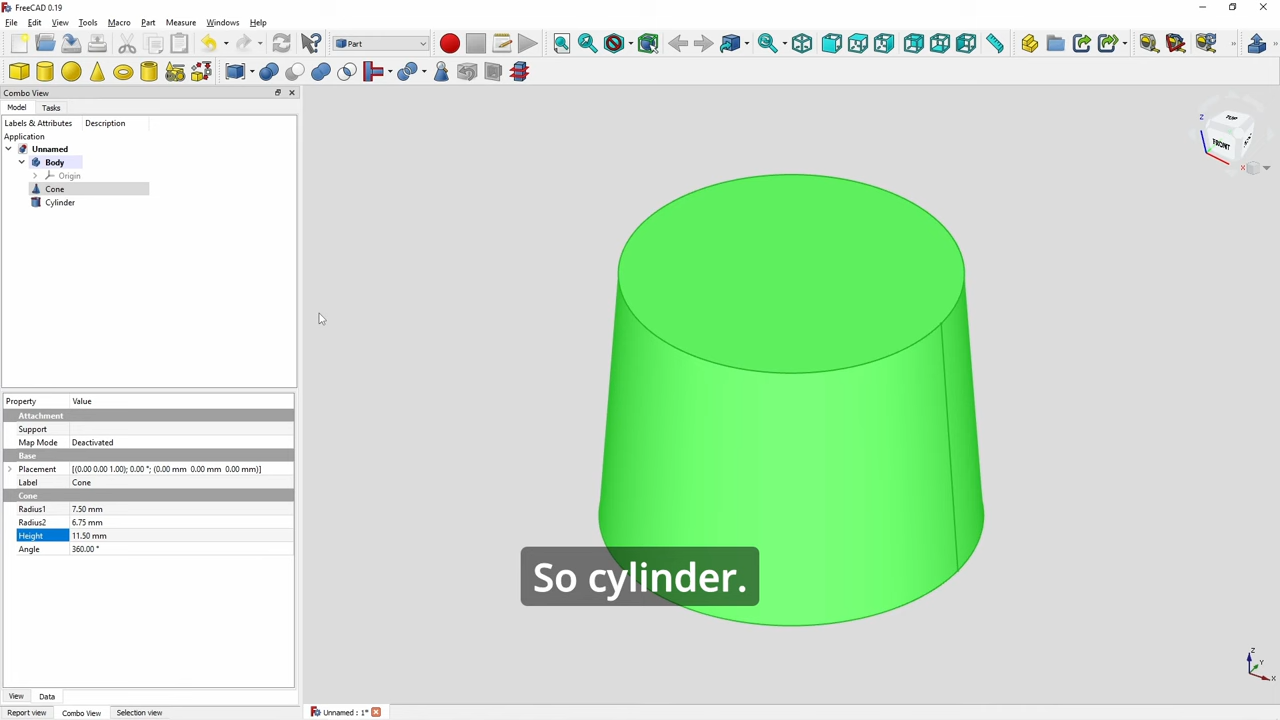 FreeCAD 0.19
File Edit View Tools Macro Part Measure Windows Help
Part
Combo View
Model Tasks
Labels & Attributes Description
Application
Unnamed
Body
Origin
Cone
Cylinder
Property Value
Attachment
Support
Map Mode Deactivated
Base
Placement [(0.00 0.00 1.00); 0.00 °; (0.00 mm 0.00 mm 0.00 mm)]
Label Cone
Cone
Radius1 7.50 mm
Radius2 6.75 mm
Height 11.50 mm
Angle 360.00 °
View Data
Report view Combo View Selection view
Unnamed : 1*
So cylinder.
Z
FRONT
X
Z
Y
X